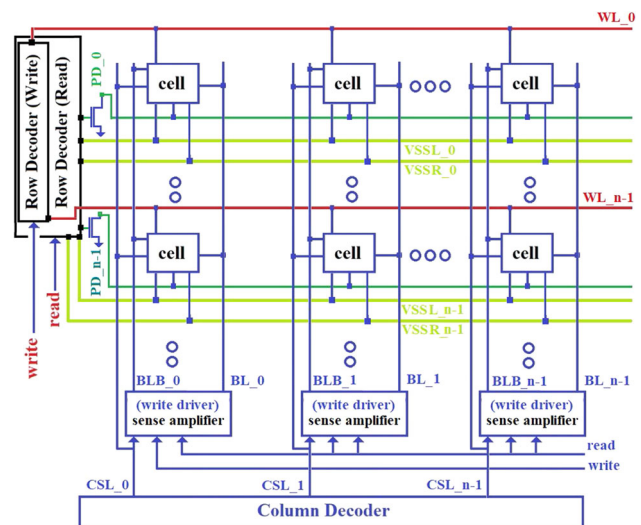 WL_0
Row Decoder (Write)
Row Decoder (Read)
PD_0
cell
cell
cell
VSSL_0
VSSR_0
WL_n-1
cell
cell
cell
PD_n-1
write
read
VSSL_n-1
VSSR_n-1
BLB_0
BL_0
BLB_1
BL_1
BLB_n-1
BL_n-1
(write driver)
sense amplifier
(write driver)
sense amplifier
(write driver)
sense amplifier
read
write
CSL_0
CSL_1
CSL_n-1
Column Decoder